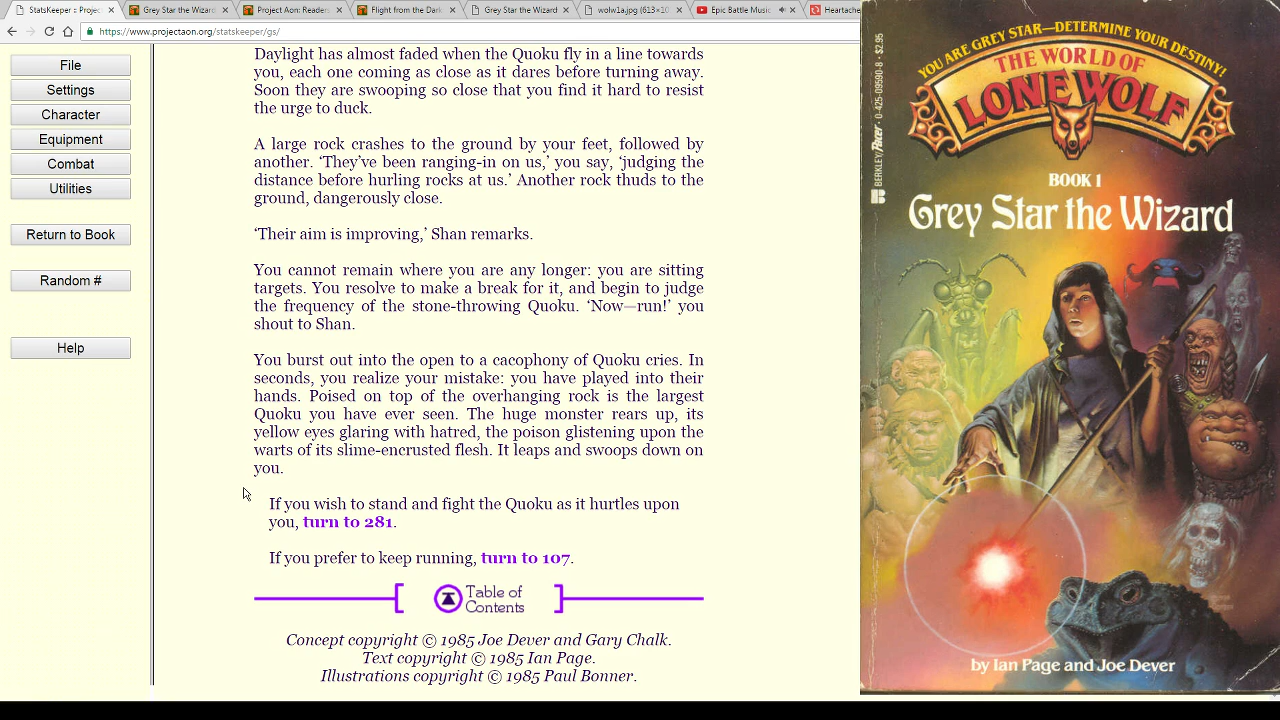 StatsKeeper :: Projec
Grey Star the Wizard
Project Aon: Readers
Flight from the Dark
Grey Star the Wizard
wolw1a.jpg (613×10
Epic Battle Music
Heartache
https://www.projectaon.org/statskeeper/gs/
File
Settings
Character
Equipment
Combat
Utilities
Return to Book
Random #
Help
Daylight has almost faded when the Quoku fly in a line towards
you, each one coming as close as it dares before turning away.
Soon they are swooping so close that you find it hard to resist
the urge to duck.
A large rock crashes to the ground by your feet, followed by
another. ‘They’ve been ranging-in on us,’ you say, ‘judging the
distance before hurling rocks at us.’ Another rock thuds to the
ground, dangerously close.
‘Their aim is improving,’ Shan remarks.
You cannot remain where you are any longer: you are sitting
targets. You resolve to make a break for it, and begin to judge
the frequency of the stone-throwing Quoku. ‘Now—run!’ you
shout to Shan.
You burst out into the open to a cacophony of Quoku cries. In
seconds, you realize your mistake: you have played into their
hands. Poised on top of the overhanging rock is the largest
Quoku you have ever seen. The huge monster rears up, its
yellow eyes glaring with hatred, the poison glistening upon the
warts of its slime-encrusted flesh. It leaps and swoops down on
you.
If you wish to stand and fight the Quoku as it hurtles upon
you, turn to 281.
If you prefer to keep running, turn to 107.
Table of
Contents
Concept copyright © 1985 Joe Dever and Gary Chalk.
Text copyright © 1985 Ian Page.
Illustrations copyright © 1985 Paul Bonner.
BERKLEY/Pacer • 0-425-09590-8 • $2.95
YOU ARE GREY STAR—DETERMINE YOUR DESTINY!
THE WORLD OF
LONE WOLF
BOOK 1
Grey Star the Wizard
by Ian Page and Joe Dever